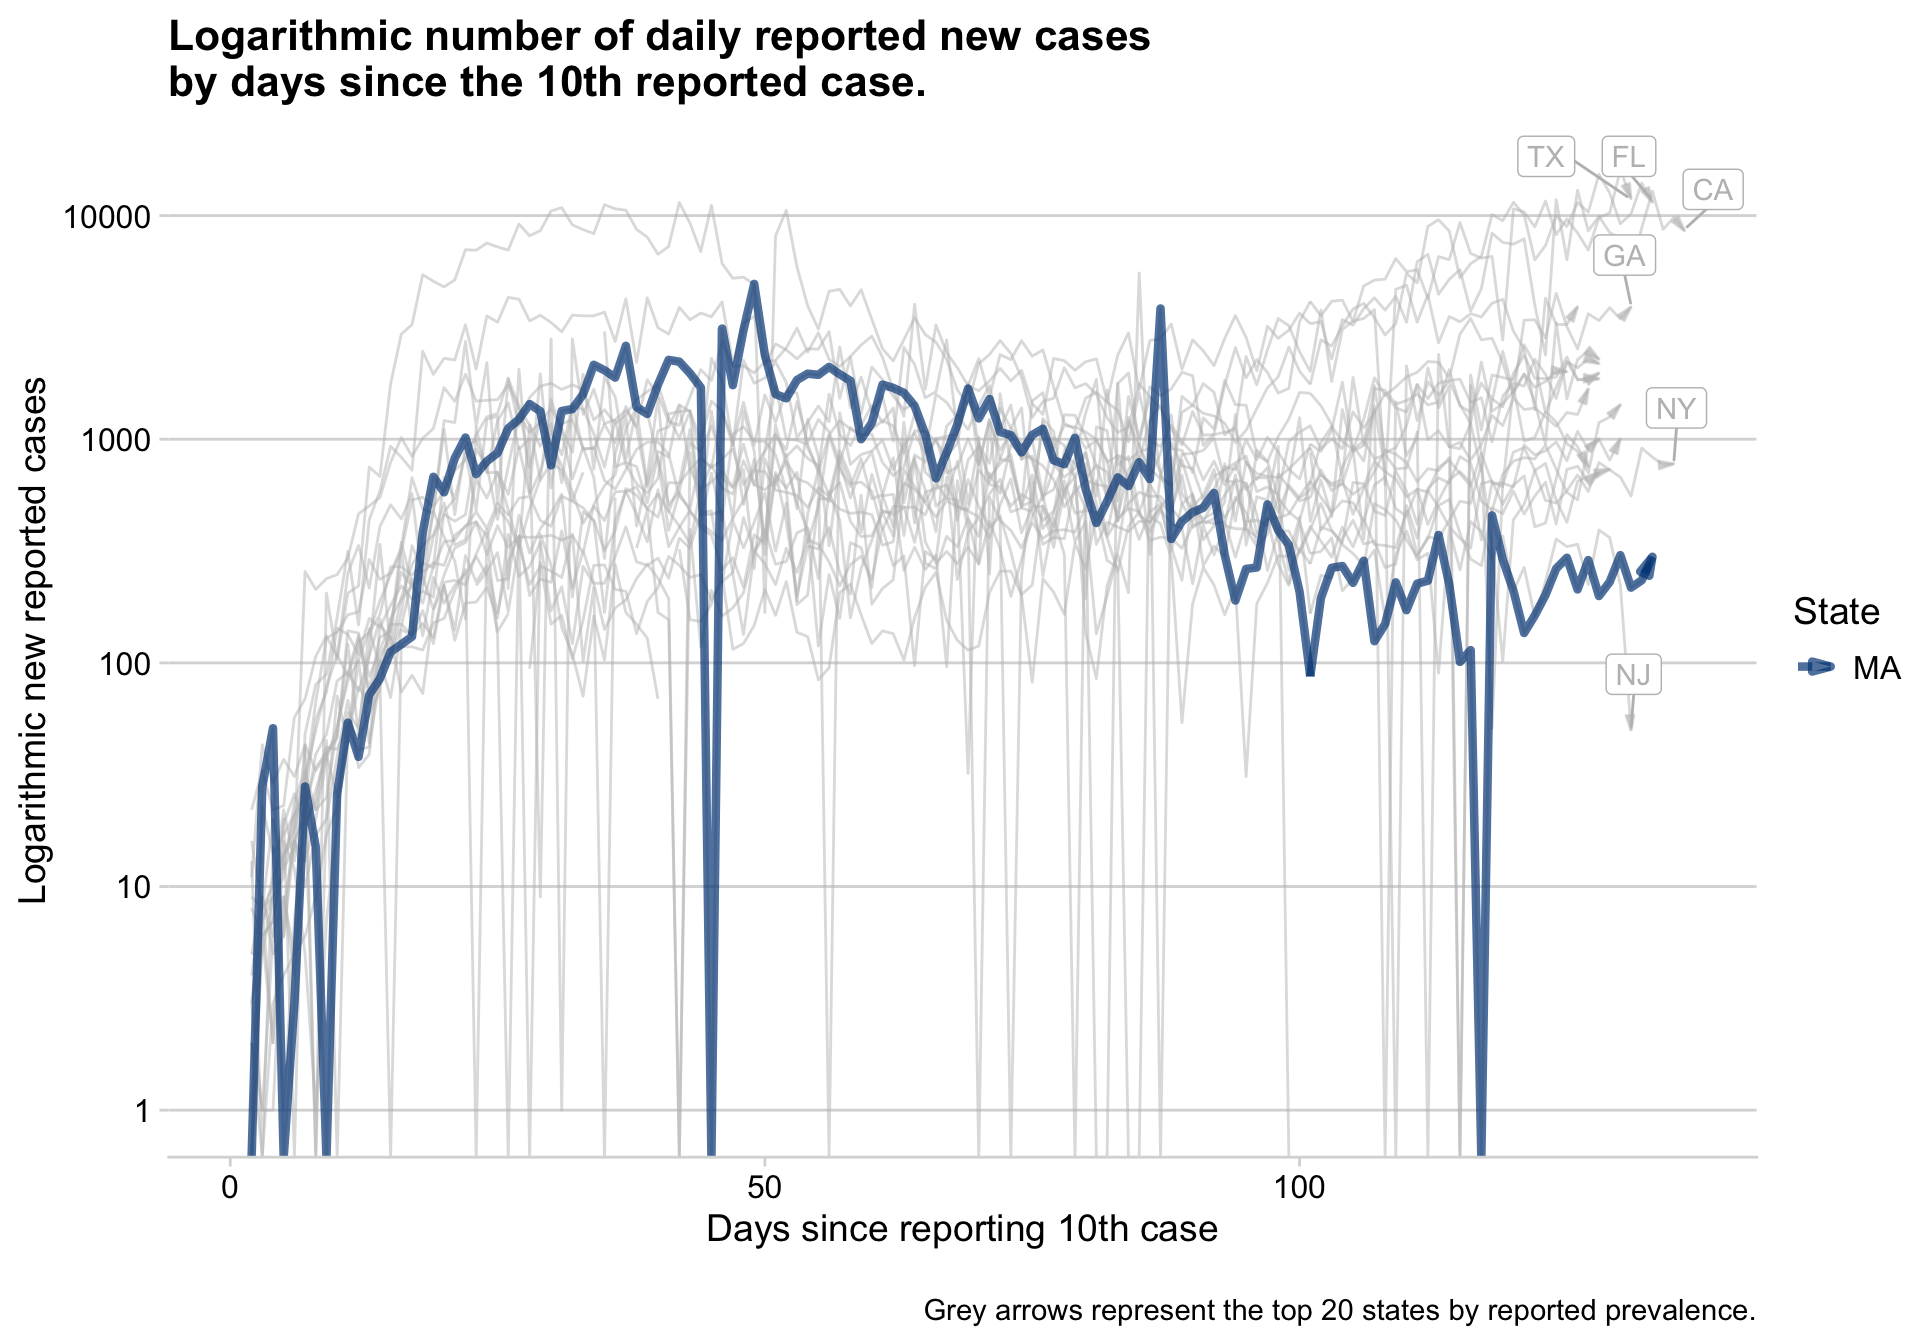 Logarithmic number of daily reported new cases
by days since the 10th reported case.
TX
FL
CA
10000
GA
NY
1000
Logarithmic new reported cases
State
MA
100
NJ
10
1
0
50
100
Days since reporting 10th case
Grey arrows represent the top 20 states by reported prevalence.